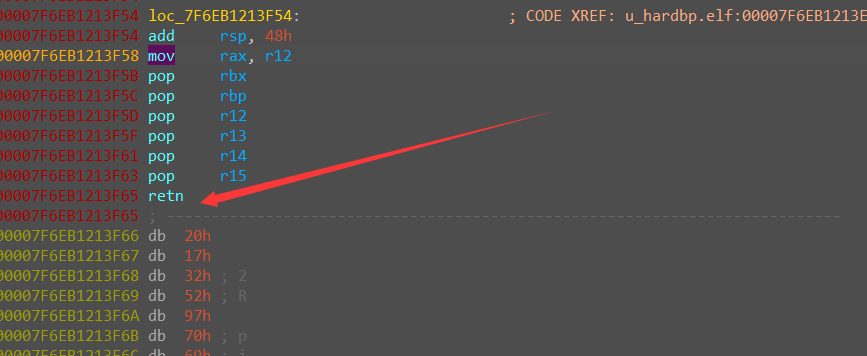 00007F6EB1213F54 loc_7F6EB1213F54: ; CODE XREF: u_hardbp.elf:00007F6EB1213E
00007F6EB1213F54 add rsp, 48h
00007F6EB1213F58 mov rax, r12
00007F6EB1213F5B pop rbx
00007F6EB1213F5C pop rbp
00007F6EB1213F5D pop r12
00007F6EB1213F5F pop r13
00007F6EB1213F61 pop r14
00007F6EB1213F63 pop r15
00007F6EB1213F65 retn
00007F6EB1213F65 ; ---------------------------------------------------------------------------
00007F6EB1213F66 db 20h
00007F6EB1213F67 db 17h
00007F6EB1213F68 db 32h ; 2
00007F6EB1213F69 db 52h ; R
00007F6EB1213F6A db 97h
00007F6EB1213F6B db 70h ; p
00007F6EB1213F6C db 69h ; i